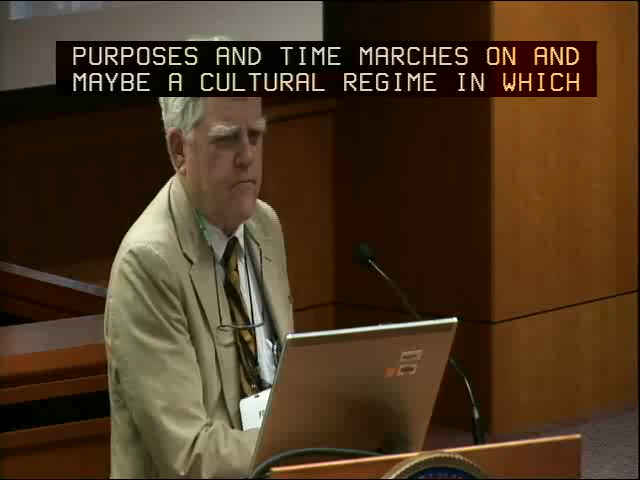 PURPOSES AND TIME MARCHES ON AND
MAYBE A CULTURAL REGIME IN WHICH